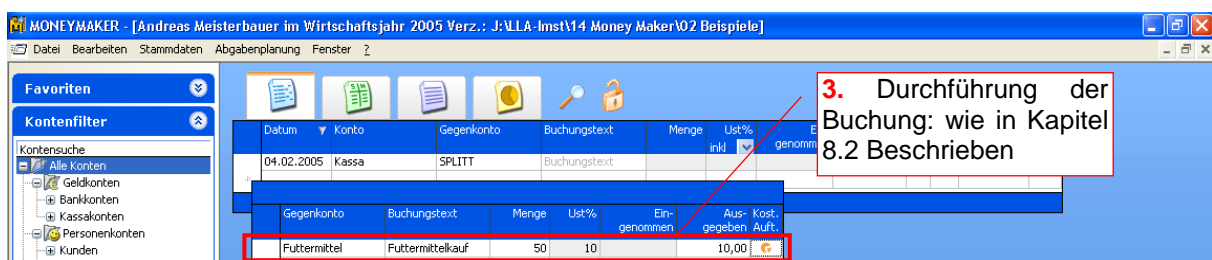 MONEYMAKER - [Andreas Meisterbauer im Wirtschaftsjahr 2005 Verz.: J:\LLA-Imst\14 Money Maker\02 Beispiele]
Datei Bearbeiten Stammdaten Abgabenplanung Fenster ?
Favoriten
Kontenfilter
Kontensuche
Alle Konten
Geldkonten
Bankkonten
Kassakonten
Personenkonten
Kunden
Datum Konto Gegenkonto Buchungstext Menge Ust% E
inkl genomm
04.02.2005 Kassa SPLITT Buchungstext
Gegenkonto Buchungstext Menge Ust% Ein- Aus- Kost.
genommen gegeben Auft.
Futtermittel Futtermittelkauf 50 10 10,00
3. Durchführung der
Buchung: wie in Kapitel
8.2 Beschrieben